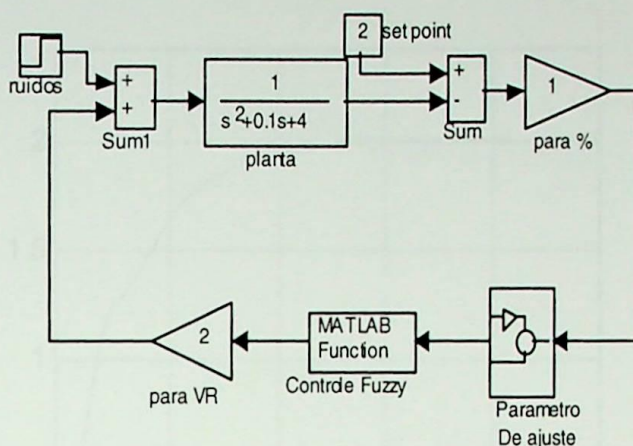 2
set point
ruidos
+
+
Sum1
1
s^2+0.1s+4
planta
+
-
Sum
1
para %
2
para VR
MATLAB
Function
Controle Fuzzy
Parametro
De ajuste